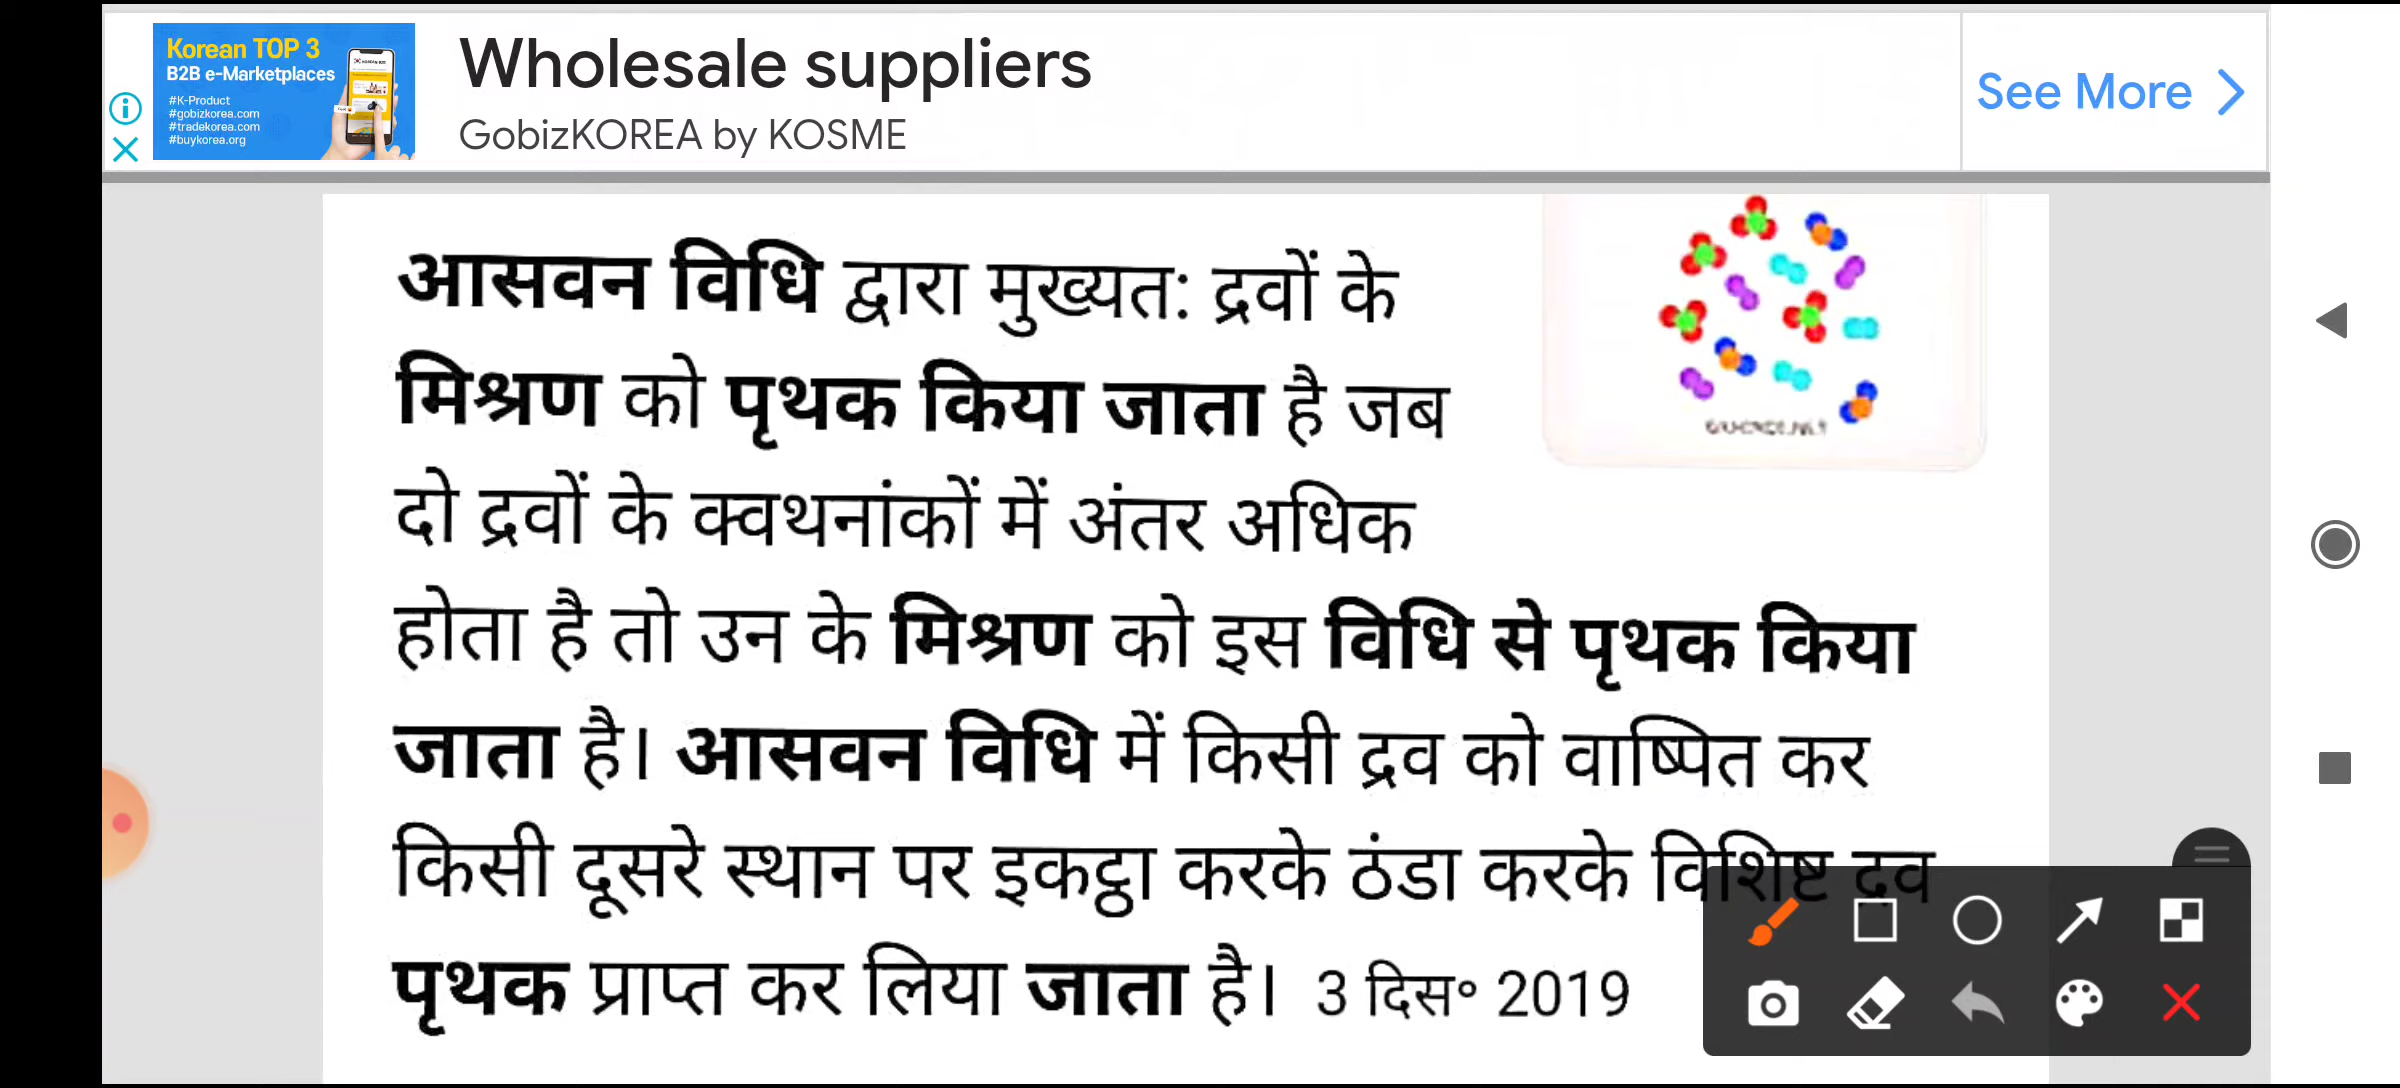 Korean TOP 3
B2B e-Marketplaces
#K-Product
#gobizkorea.com
#tradekorea.com
#buykorea.org
Wholesale suppliers
GobizKOREA by KOSME
See More
आसवन विधि द्वारा मुख्यत: द्रवों के
मिश्रण को पृथक किया जाता है जब
दो द्रवों के क्वथनांकों में अंतर अधिक
होता है तो उन के मिश्रण को इस विधि से पृथक किया
जाता है। आसवन विधि में किसी द्रव को वाष्पित कर
किसी दूसरे स्थान पर इकट्ठा करके ठंडा करके विशिष्ट द्रव
पृथक प्राप्त कर लिया जाता है। 3 दिस॰ 2019